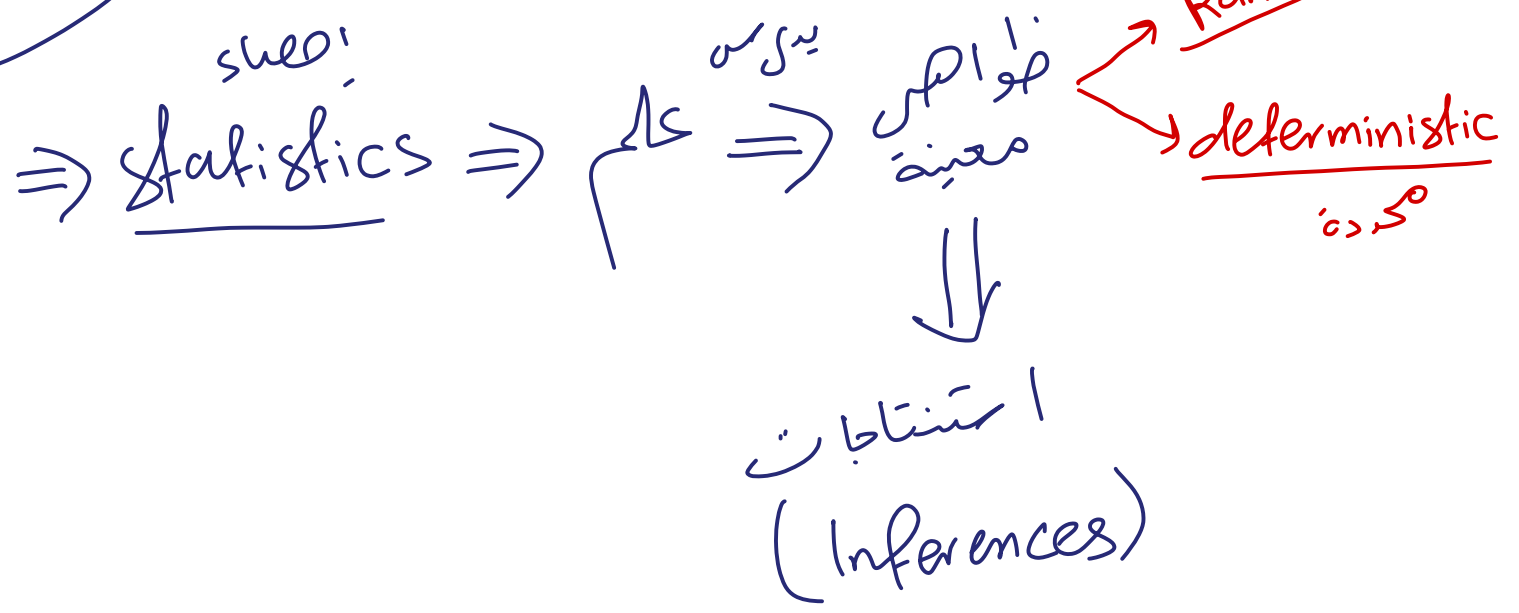 إحصاء
⇒ statistics ⇒ علم ⇒ يدرس
خواص
معينة
deterministic
محددة
استنتاجات
(Inferences)